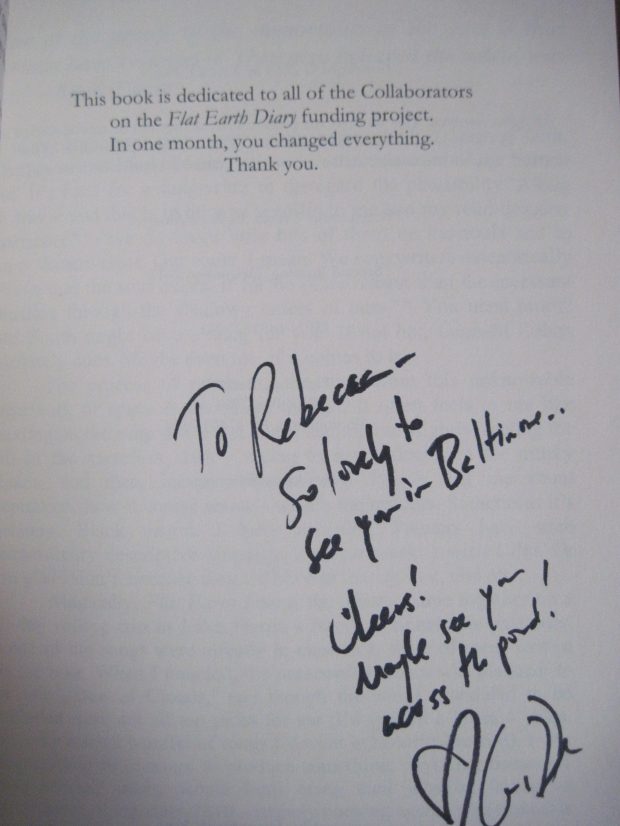 This book is dedicated to all of the Collaborators
on the Flat Earth Diary funding project.
In one month, you changed everything.
Thank you.
To Rebecca-
So lovely to
see you in Baltimore..
Cheers!
Maybe see you
across the pond!